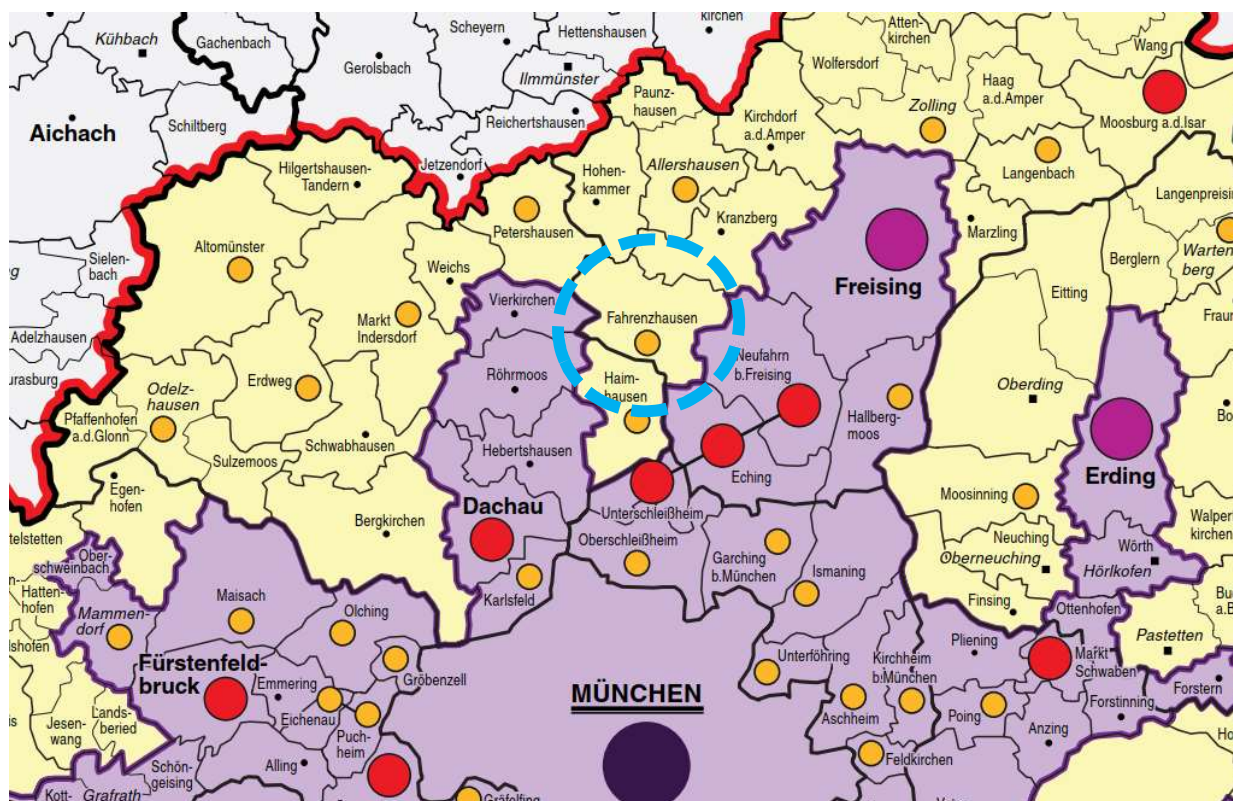 Kühbach
Gachenbach
Scheyern
Hettenshausen
kirchen
Atten-
kirchen
Wang
Gerolsbach
Ilmmünster
Wolfersdorf
Haag
a.d.Amper
Aichach
Schiltberg
Reichertshausen
Paunz-
hausen
Kirchdorf
a.d.Amper
Zolling
Moosburg a.d.Isar
Jetzendorf
Hilgertshausen-
Tandern
Hohen-
kammer
Allershausen
Langenbach
Langenpreising
Petershausen
Kranzberg
Marzling
Altomünster
Sielen-
bach
Weichs
Warten-
berg
Berglern
Freising
Eitting
Vierkirchen
Fahrenzhausen
Adelzhausen
Markt
Indersdorf
Neufahrn
b.Freising
Röhrmoos
Haim-
hausen
Erdweg
Odelz-
hausen
Oberding
Hallberg-
moos
Pfaffenhofen
a.d.Glonn
Schwabhausen
Hebertshausen
Sulzemoos
Eching
Erding
Egen-
hofen
Dachau
Moosinning
Bergkirchen
Unterschleißheim
Walper
kirchen
Oberschleißheim
Garching
b.München
Neuching
Oberneuching
Wörth
Hörlkofen
Ober-
schweinbach
Ismaning
Karlsfeld
Finsing
Hatten-
hofen
Maisach
Olching
Ottenhofen
Mammen-
dorf
Pastetten
Pliening
Markt
Schwaben
Fürstenfeld-
bruck
Gröbenzell
Unterföhring
Kirchheim
b.München
Emmering
MÜNCHEN
Forstern
Eichenau
Forstinning
Jesen-
wang
Landsberied
Aschheim
Poing
Anzing
Puch-
heim
Feldkirchen
Schön-
geising
Alling
Kott-
Grafrath
Gräfelfing